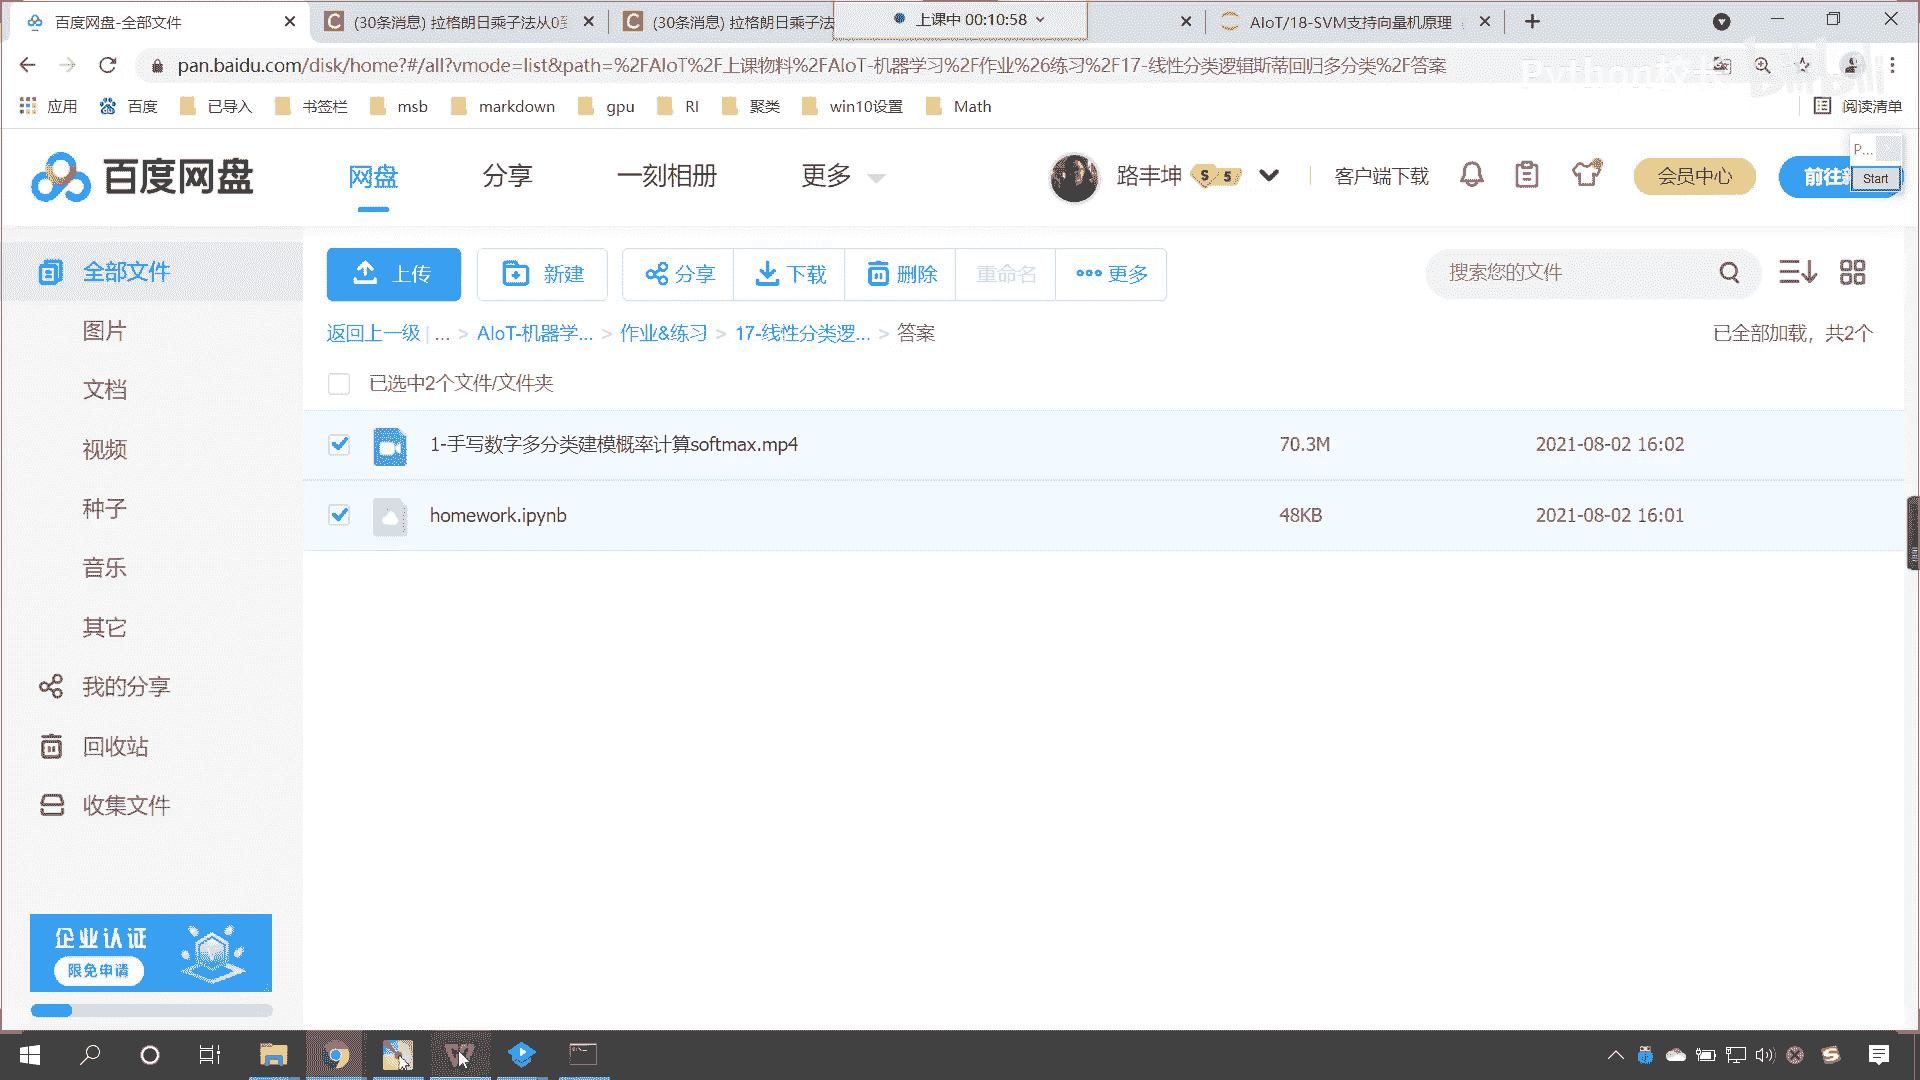 百度网盘-全部文件
(30条消息) 拉格朗日乘子法从0到
(30条消息) 拉格朗日乘子法
上课中 00:10:58
AIoT/18-SVM支持向量机原理
pan.baidu.com/disk/home?#/all?vmode=list&path=%2FAIoT%2F上课物料%2FAIoT-机器学习%2F作业%26练习%2F17-线性分类逻辑斯蒂回归多分类%2F答案
应用
百度
已导入
书签栏
msb
markdown
gpu
RI
聚类
win10设置
Math
阅读清单
百度网盘
网盘
分享
一刻相册
更多
路丰坤
S 5
客户端下载
会员中心
前往新
P...
Start
全部文件
图片
文档
视频
种子
音乐
其它
我的分享
回收站
收集文件
企业认证
限免申请
上传
新建
分享
下载
删除
重命名
更多
搜索您的文件
返回上一级 | ... > AIoT-机器学... > 作业&练习 > 17-线性分类逻... > 答案
已全部加载，共2个
已选中2个文件/文件夹
1-手写数字多分类建模概率计算softmax.mp4 70.3M 2021-08-02 16:02
homework.ipynb 48KB 2021-08-02 16:01